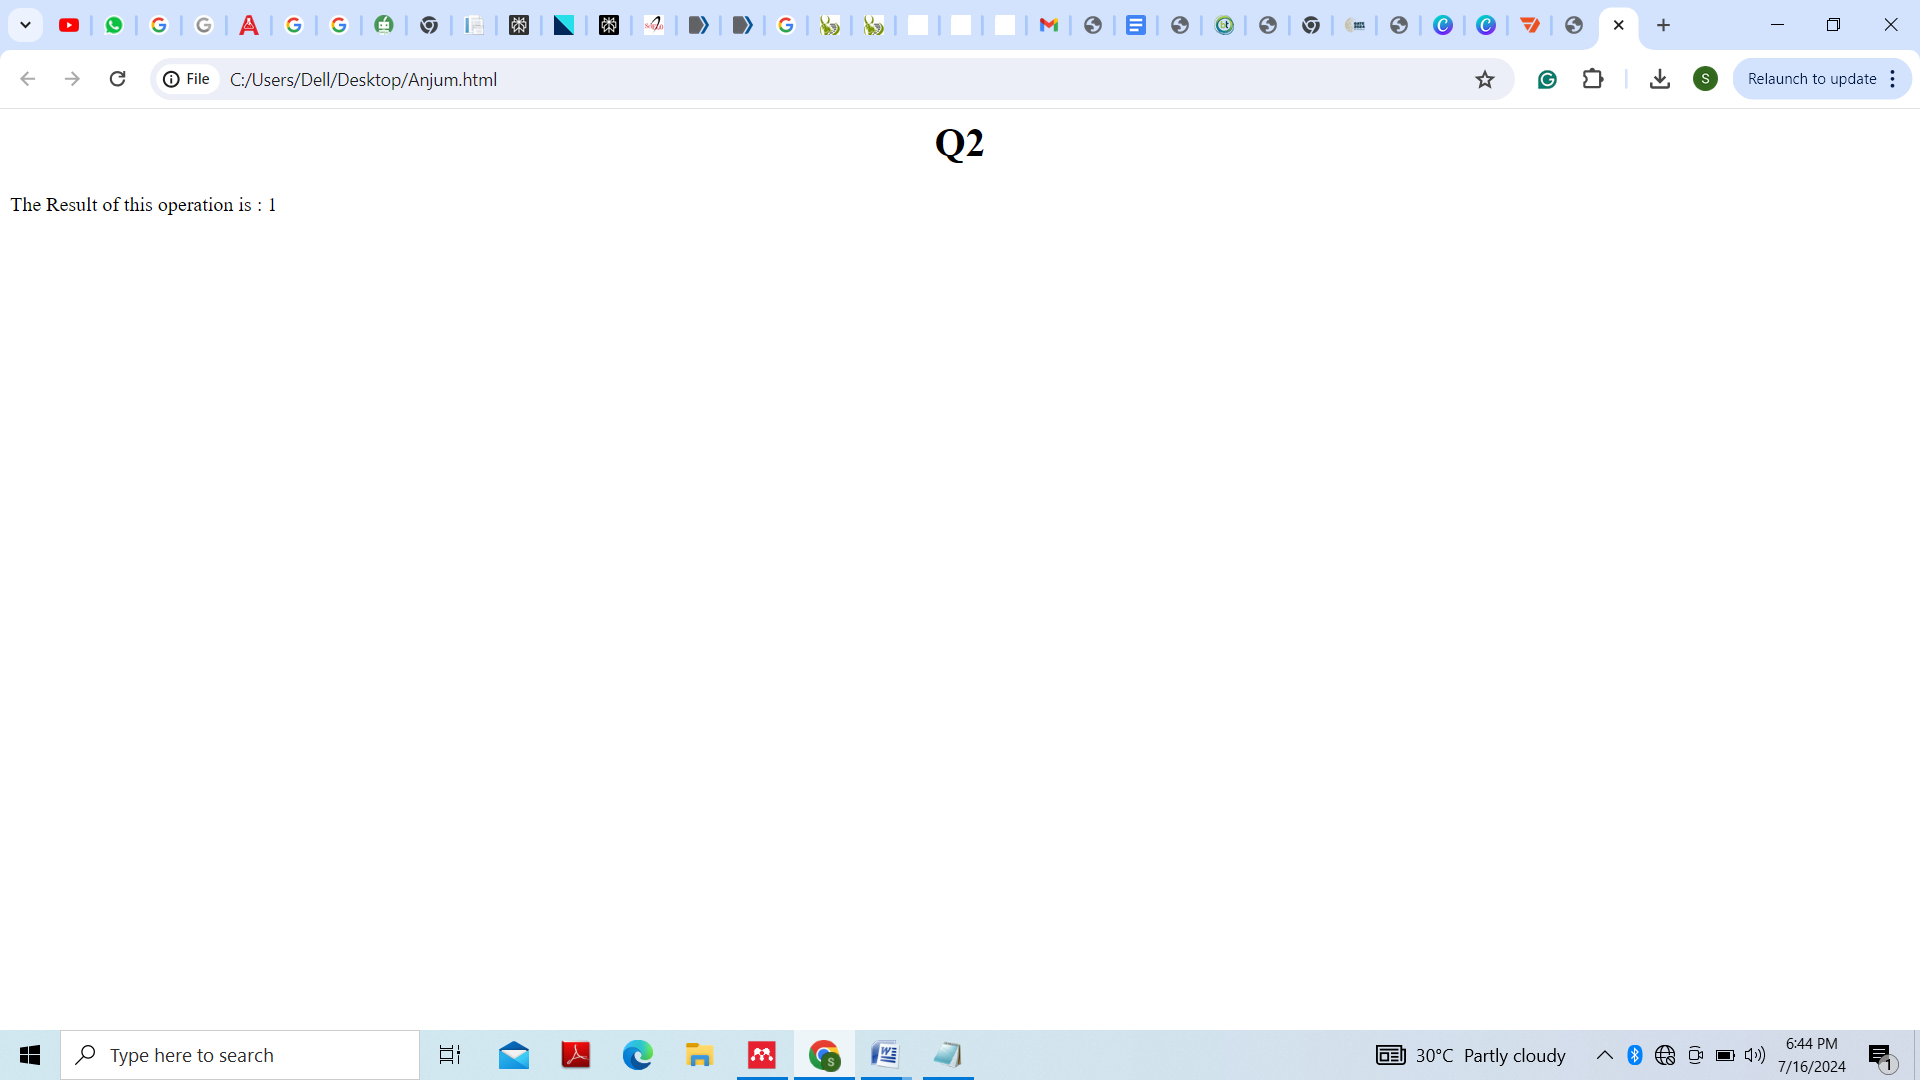 File
C:/Users/Dell/Desktop/Anjum.html
S
Relaunch to update
Q2
The Result of this operation is : 1
Type here to search
30°C Partly cloudy
6:44 PM
7/16/2024
1